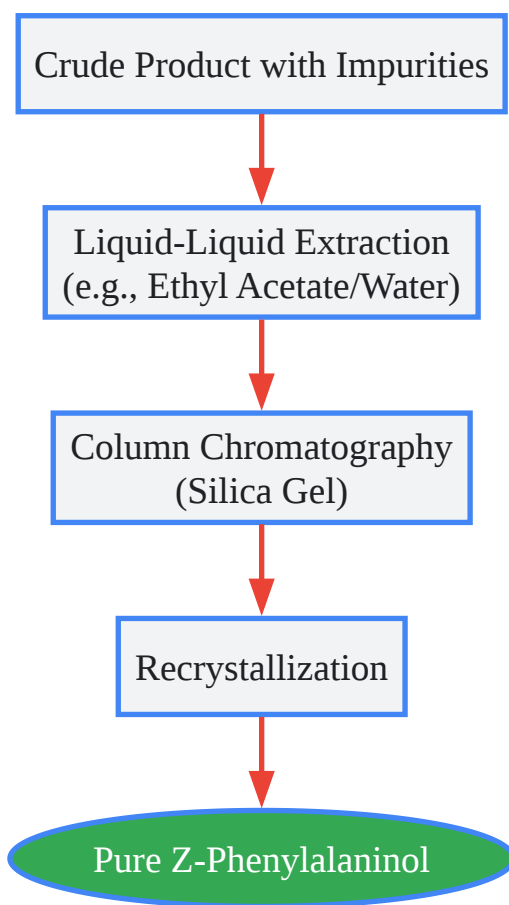 Crude Product with Impurities
Liquid-Liquid Extraction
(e.g., Ethyl Acetate/Water)
Column Chromatography
(Silica Gel)
Recrystallization
Pure Z-Phenylalaninol